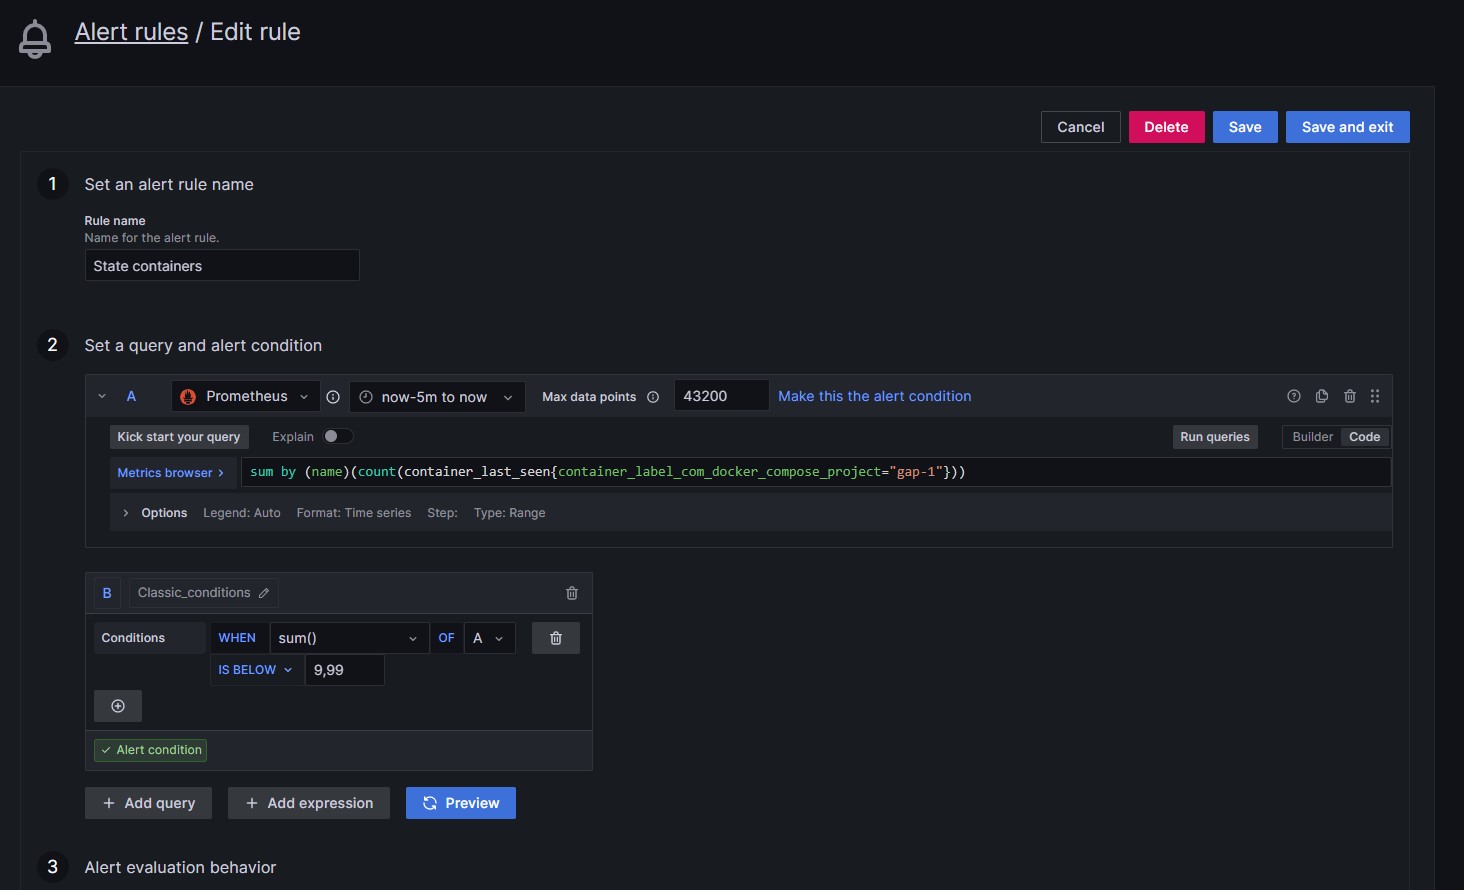 Alert rules / Edit rule
Cancel Delete Save Save and exit
1 Set an alert rule name
Rule name
Name for the alert rule.
State containers
2 Set a query and alert condition
A Prometheus now-5m to now Max data points 43200 Make this the alert condition
Kick start your query Explain Run queries Builder Code
Metrics browser > sum by (name)(count(container_last_seen{container_label_com_docker_compose_project="gap-1"}))
> Options Legend: Auto Format: Time series Step: Type: Range
B Classic_conditions
Conditions WHEN sum() OF A
IS BELOW 9,99
Alert condition
+ Add query + Add expression Preview
3 Alert evaluation behavior